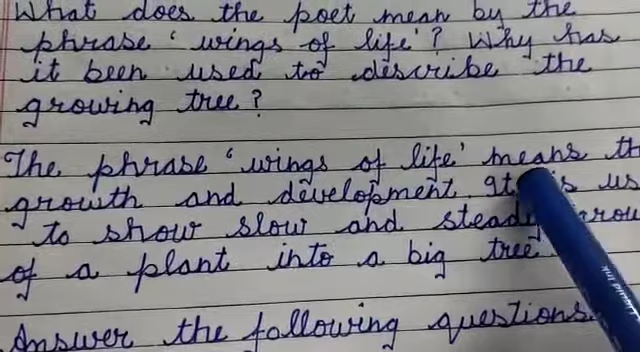 What does the poet mean by the
phrase 'wings of life'? Why has
it been used to describe the
growing tree?
The phrase 'wings of life' means
growth and development. It is
to show slow and steady
of a plant into a big tree
Answer the following questions